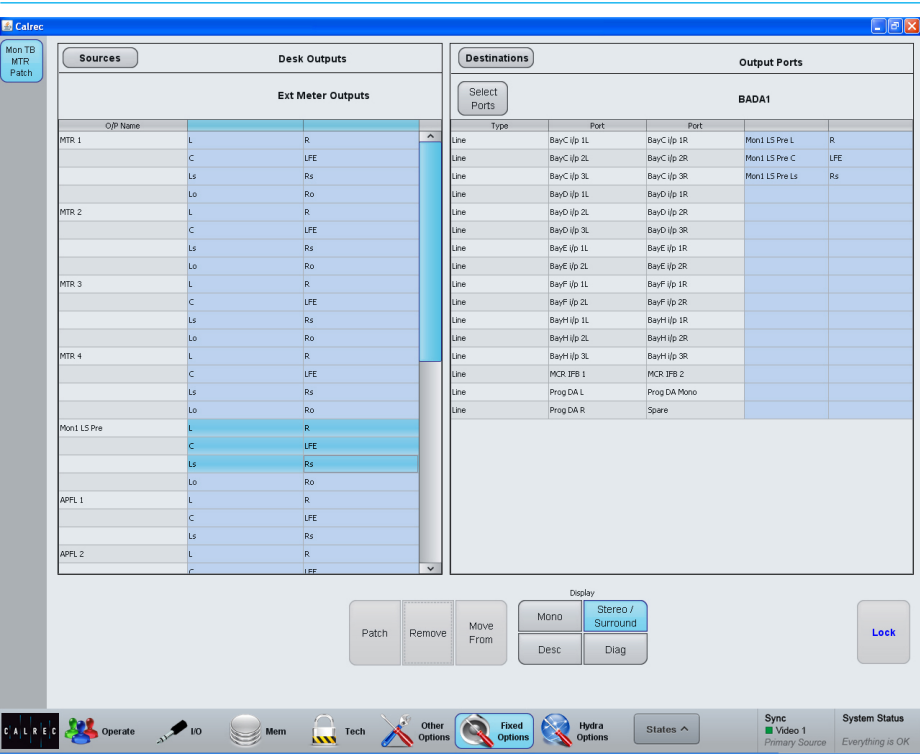 Calrec
Mon TB
MTR
Patch
Sources Desk Outputs
Ext Meter Outputs
O/P Name
MTR 1 L R
C LFE
Ls Rs
Lo Ro
MTR 2 L R
C LFE
Ls Rs
Lo Ro
MTR 3 L R
C LFE
Ls Rs
Lo Ro
MTR 4 L R
C LFE
Ls Rs
Lo Ro
Mon1 LS Pre L R
C LFE
Ls Rs
Lo Ro
APFL 1 L R
C LFE
Ls Rs
APFL 2 L R
C LFE
Destinations Output Ports
Select
Ports
BADA1
Type Port Port
Line BayC i/p 1L BayC i/p 1R Mon1 LS Pre L R
Line BayC i/p 2L BayC i/p 2R Mon1 LS Pre C LFE
Line BayC i/p 3L BayC i/p 3R Mon1 LS Pre Ls Rs
Line BayD i/p 1L BayD i/p 1R
Line BayD i/p 2L BayD i/p 2R
Line BayD i/p 3L BayD i/p 3R
Line BayE i/p 1L BayE i/p 1R
Line BayE i/p 2L BayE i/p 2R
Line BayF i/p 1L BayF i/p 1R
Line BayF i/p 2L BayF i/p 2R
Line BayH i/p 1L BayH i/p 1R
Line BayH i/p 2L BayH i/p 2R
Line BayH i/p 3L BayH i/p 3R
Line MCR IFB 1 MCR IFB 2
Line Prog DA L Prog DA Mono
Line Prog DA R Spare
Patch Remove Move
From
Display
Mono Stereo /
Surround
Desc Diag
Lock
CALREC Operate I/O Mem Tech Other
Options
Fixed
Options
Hydra
Options
States
Sync
Video 1
Primary Source
System Status
Everything is OK